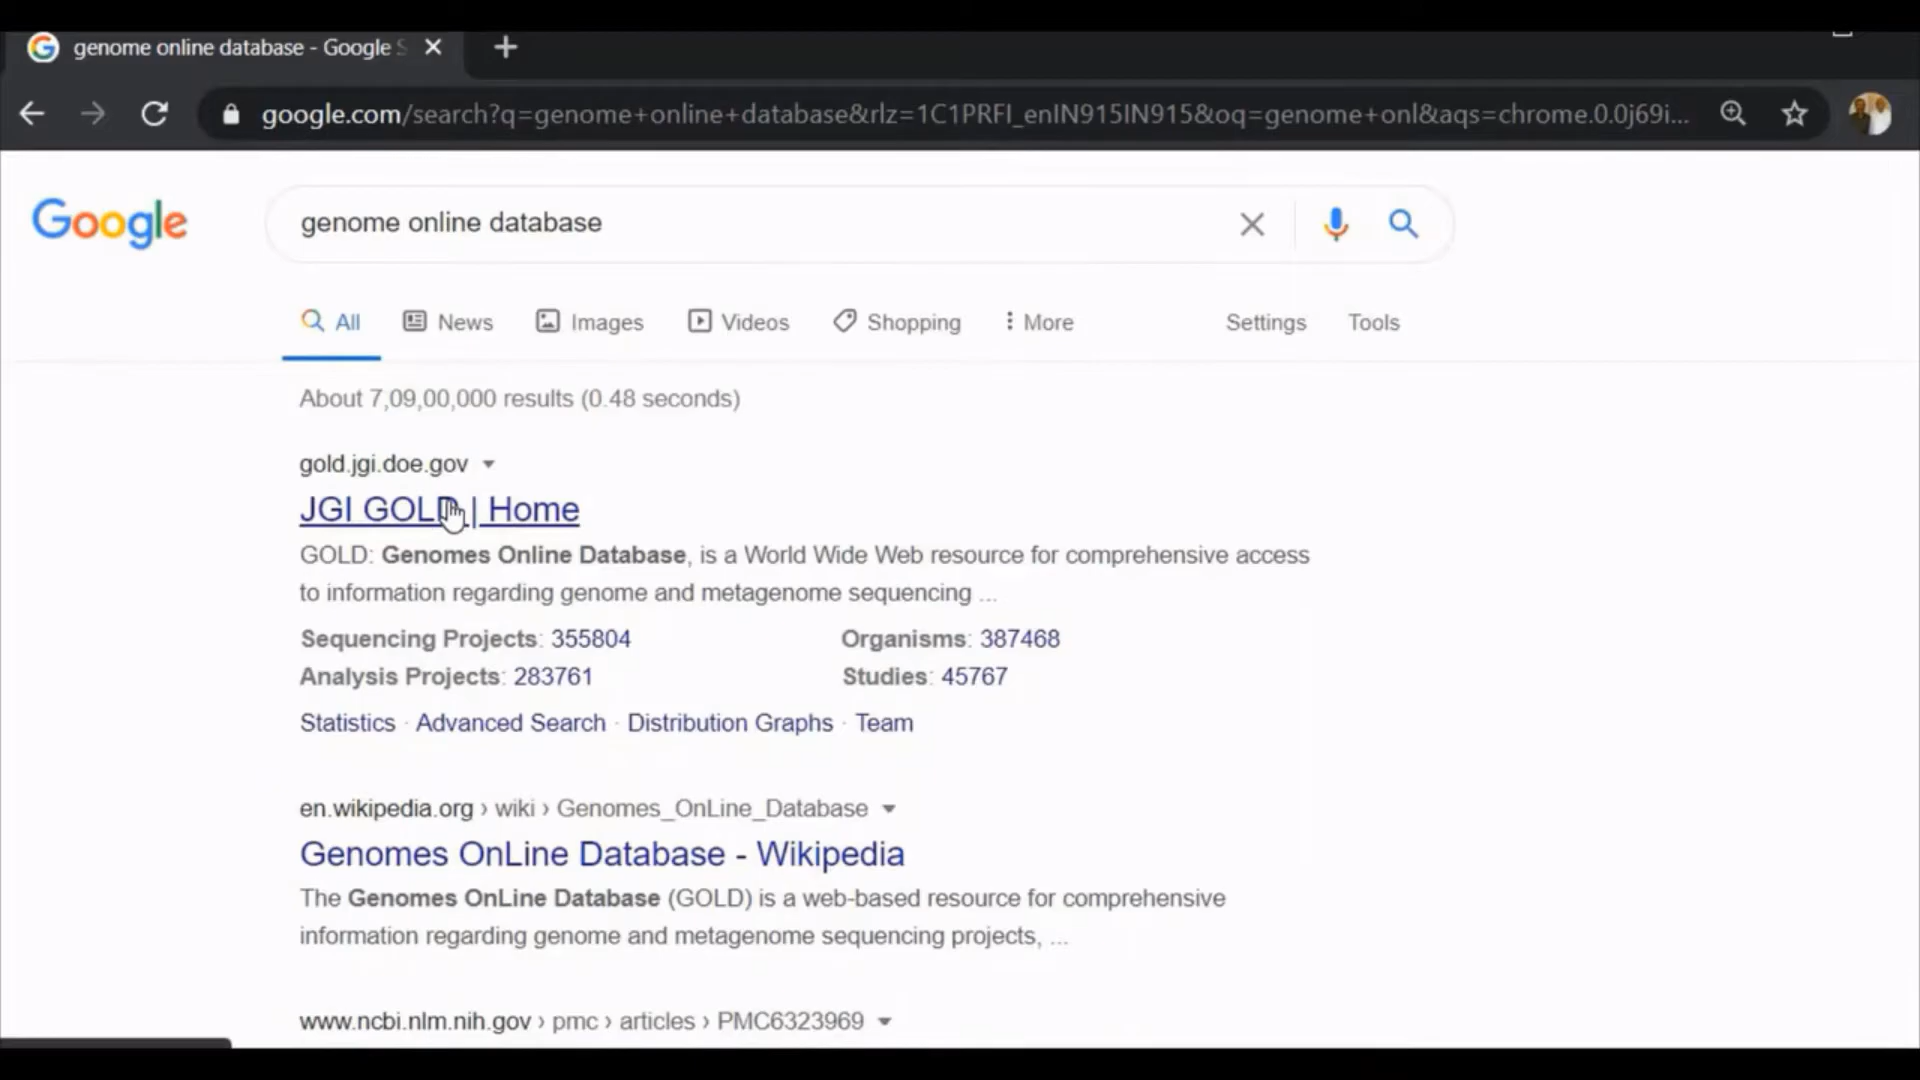 genome online database - Google S
google.com/search?q=genome+online+database&rlz=1C1PRFI_enIN915IN915&oq=genome+onl&aqs=chrome.0.0j69i...
Google
genome online database
All News Images Videos Shopping More Settings Tools
About 7,09,00,000 results (0.48 seconds)
gold.jgi.doe.gov
JGI GOLD | Home
GOLD: Genomes Online Database, is a World Wide Web resource for comprehensive access
to information regarding genome and metagenome sequencing ...
Sequencing Projects: 355804 Organisms: 387468
Analysis Projects: 283761 Studies: 45767
Statistics · Advanced Search · Distribution Graphs · Team
en.wikipedia.org › wiki › Genomes_OnLine_Database
Genomes OnLine Database - Wikipedia
The Genomes OnLine Database (GOLD) is a web-based resource for comprehensive
information regarding genome and metagenome sequencing projects, ...
www.ncbi.nlm.nih.gov › pmc › articles › PMC6323969